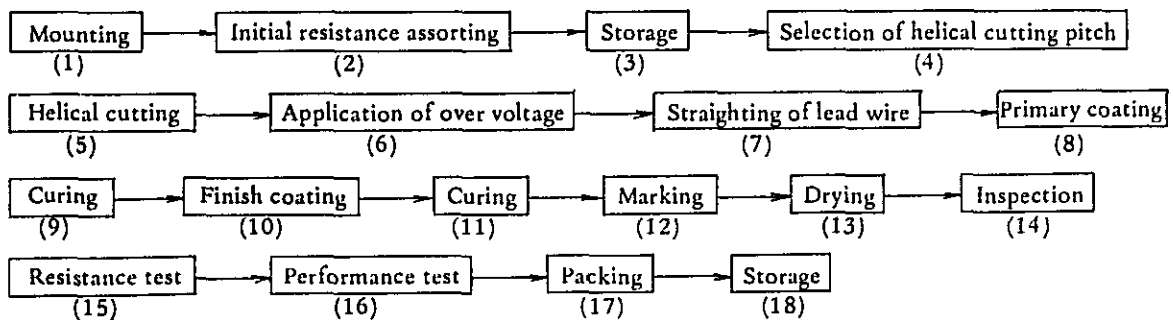 Mounting Initial resistance assorting Storage Selection of helical cutting pitch
(1) (2) (3) (4)
Helical cutting Application of over voltage Straighting of lead wire Primary coating
(5) (6) (7) (8)
Curing Finish coating Curing Marking Drying Inspection
(9) (10) (11) (12) (13) (14)
Resistance test Performance test Packing Storage
(15) (16) (17) (18)